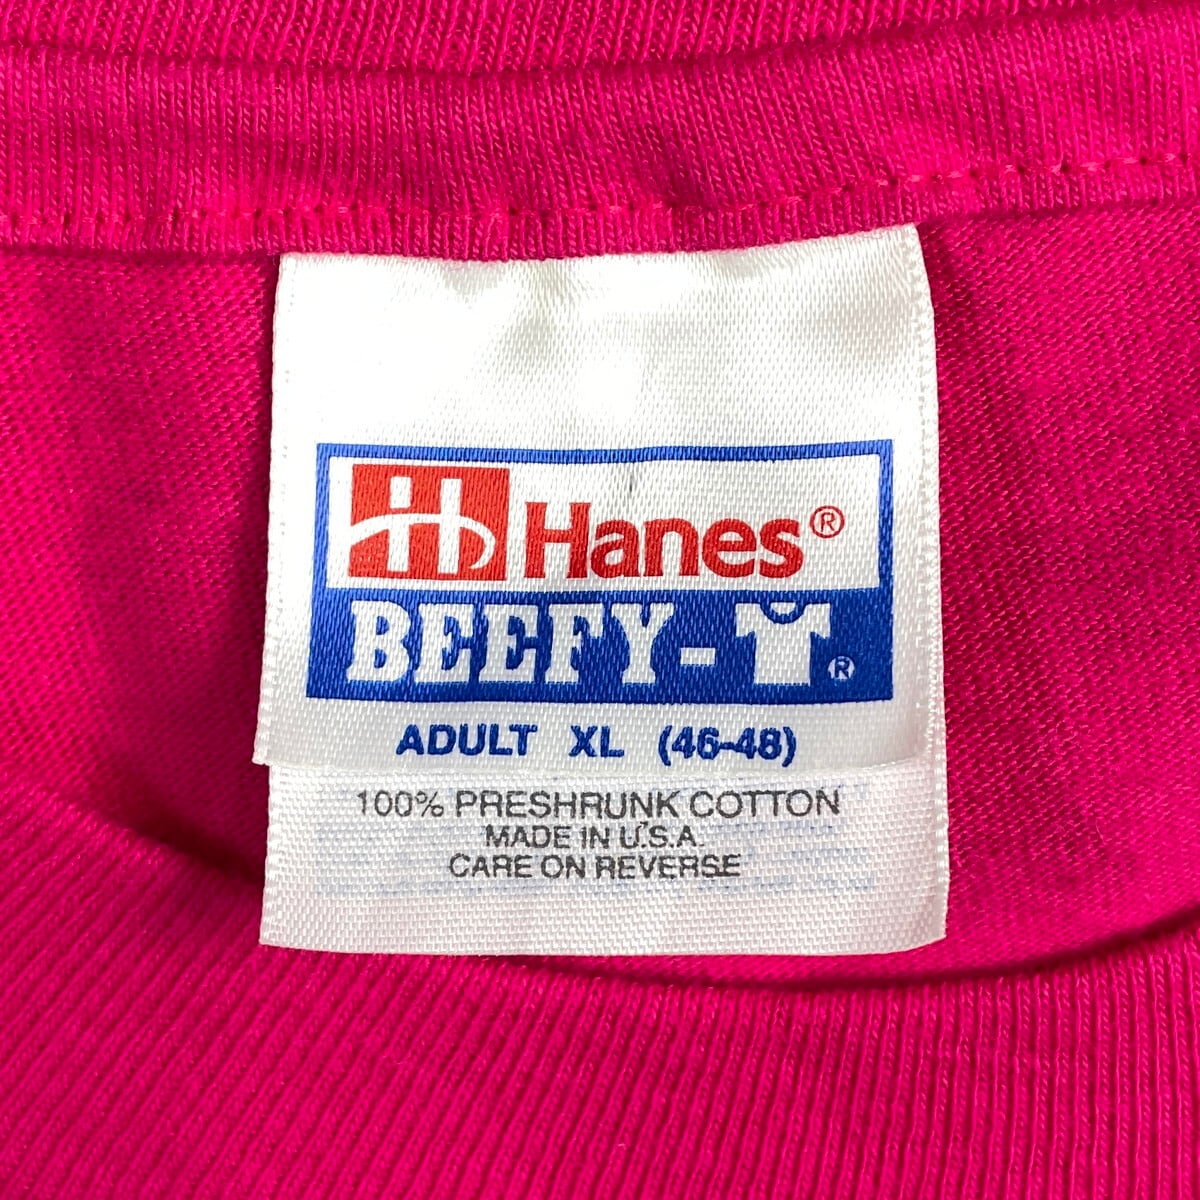 Hanes®
BEEFY-T®
ADULT XL (46-48)
100% PRESHRUNK COTTON
MADE IN U.S.A.
CARE ON REVERSE